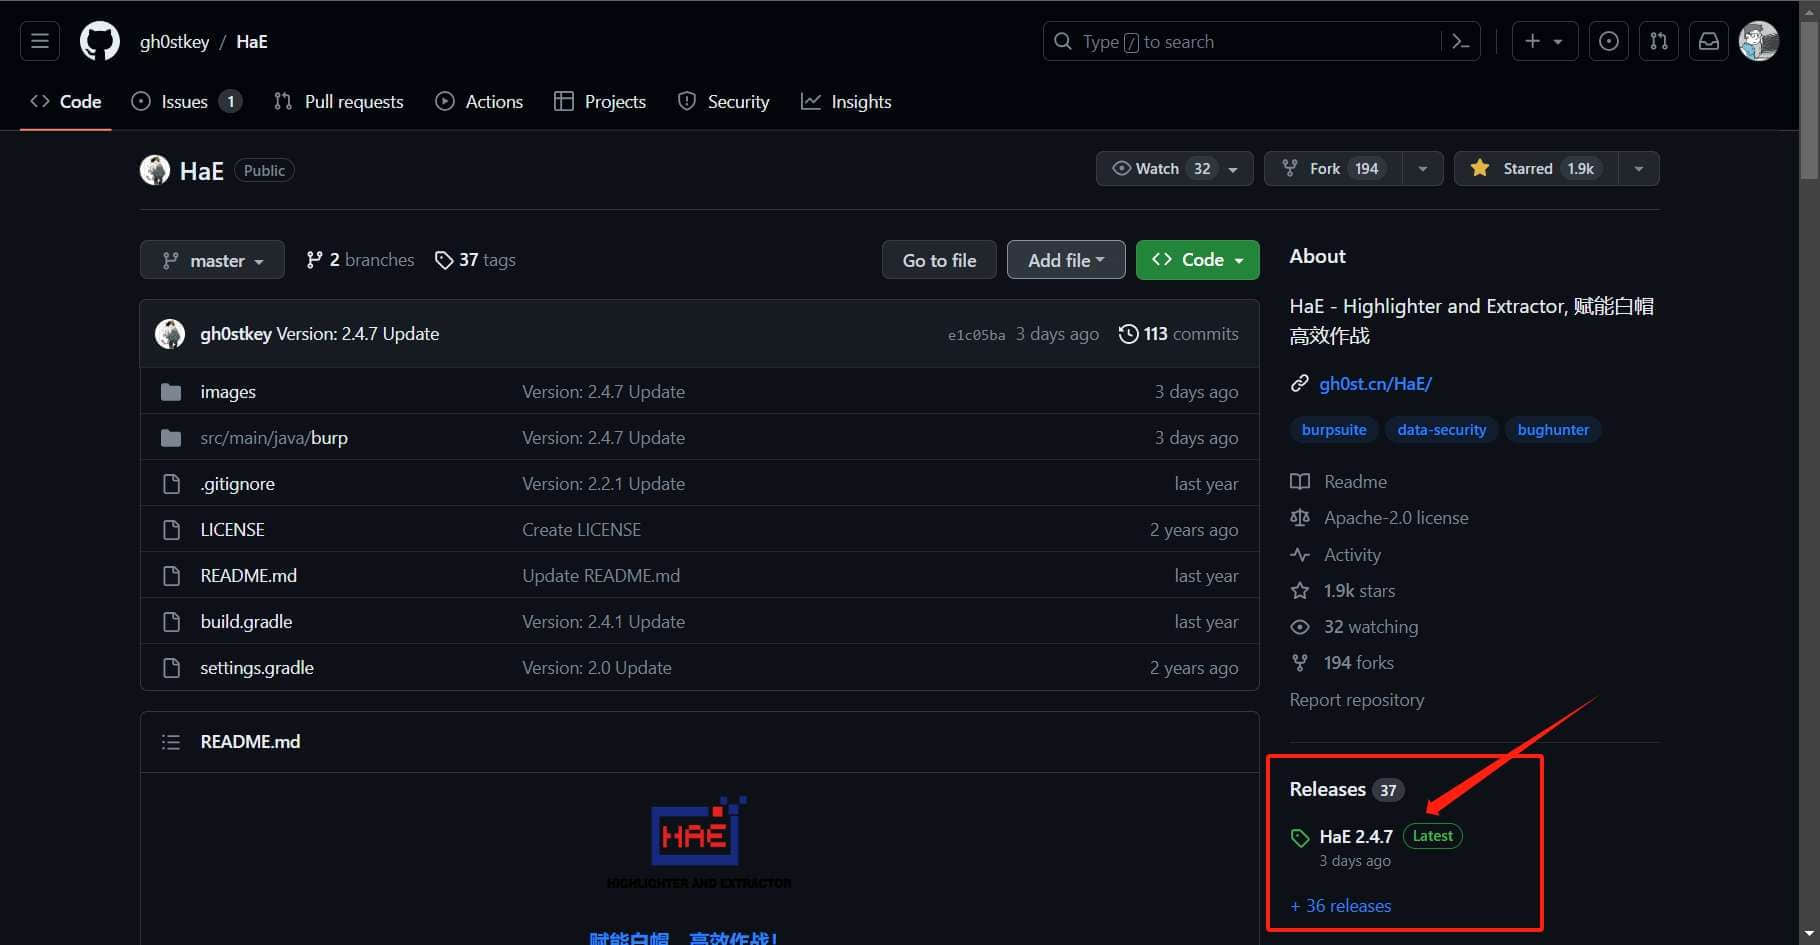 gh0stkey / HaE
Type / to search
Code
Issues 1
Pull requests
Actions
Projects
Security
Insights
HaE Public
Watch 32
Fork 194
Starred 1.9k
master
2 branches
37 tags
Go to file
Add file
Code
gh0stkey Version: 2.4.7 Update
e1c05ba 3 days ago
113 commits
images Version: 2.4.7 Update 3 days ago
src/main/java/burp Version: 2.4.7 Update 3 days ago
.gitignore Version: 2.2.1 Update last year
LICENSE Create LICENSE 2 years ago
README.md Update README.md last year
build.gradle Version: 2.4.1 Update last year
settings.gradle Version: 2.0 Update 2 years ago
README.md
HAE
HIGHLIGHTER AND EXTRACTOR
赋能白帽，高效作战!
About
HaE - Highlighter and Extractor, 赋能白帽
高效作战
gh0st.cn/HaE/
burpsuite data-security bughunter
Readme
Apache-2.0 license
Activity
1.9k stars
32 watching
194 forks
Report repository
Releases 37
HaE 2.4.7 Latest
3 days ago
+ 36 releases